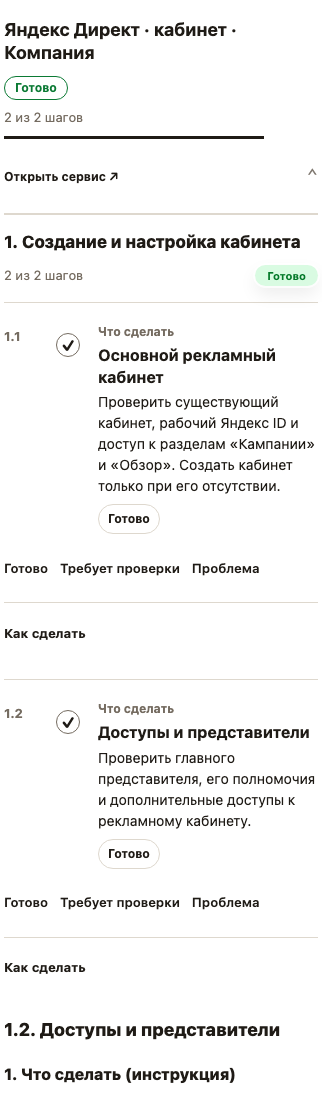 Яндекс Директ · кабинет ·
Компания
Готово
2 из 2 шагов
Открыть сервис ↗
1. Создание и настройка кабинета
2 из 2 шагов
Готово
1.1
Что сделать
Основной рекламный
кабинет
Проверить существующий
кабинет, рабочий Яндекс ID и
доступ к разделам «Кампании»
и «Обзор». Создать кабинет
только при его отсутствии.
Готово
Готово Требует проверки Проблема
Как сделать
1.2
Что сделать
Доступы и представители
Проверить главного
представителя, его полномочия
и дополнительные доступы к
рекламному кабинету.
Готово
Готово Требует проверки Проблема
Как сделать
1.2. Доступы и представители
1. Что сделать (инструкция)